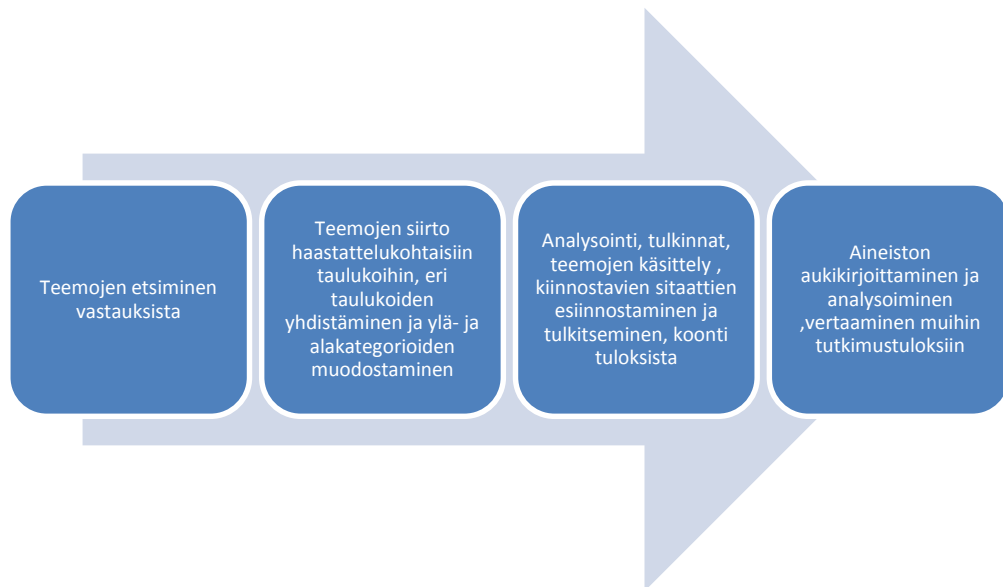 Teemojen etsiminen
vastauksista
Teemojen siirto
haastattelukohtaisiin
taulukoihin, eri
taulukoiden
yhdistäminen ja ylä- ja
alakategorioiden
muodostaminen
Analysointi, tulkinnat,
teemojen käsittely ,
kiinnostavien sitaattien
esiinnostaminen ja
tulkitseminen, koonti
tuloksista
Aineiston
aukikirjoittaminen ja
analysoiminen
,vertaaminen muihin
tutkimustuloksiin